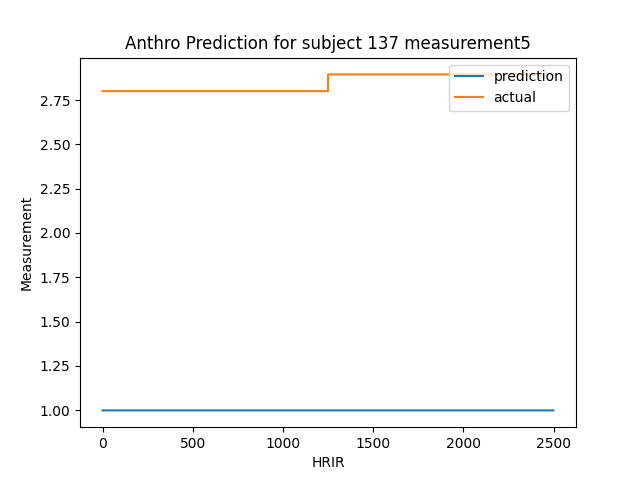 Anthro Prediction for subject 137 measurement5
prediction
actual
2.75
2.50
2.25
2.00
1.75
1.50
1.25
1.00
Measurement
0 500 1000 1500 2000 2500
HRIR